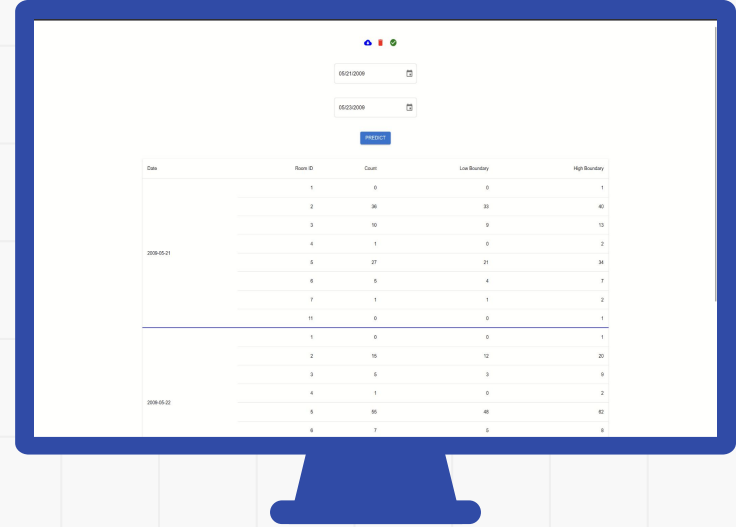 05/21/2009
05/23/2009
PREDICT
Date Room ID Count Low Boundary High Boundary
1 0 0 1
2 36 33 40
3 10 9 13
4 1 0 2
2009-05-21
5 27 21 34
6 5 4 7
7 1 1 2
11 0 0 1
1 0 0 1
2 15 12 20
3 5 3 8
4 1 0 2
2009-05-22
5 55 48 62
6 7 5 8